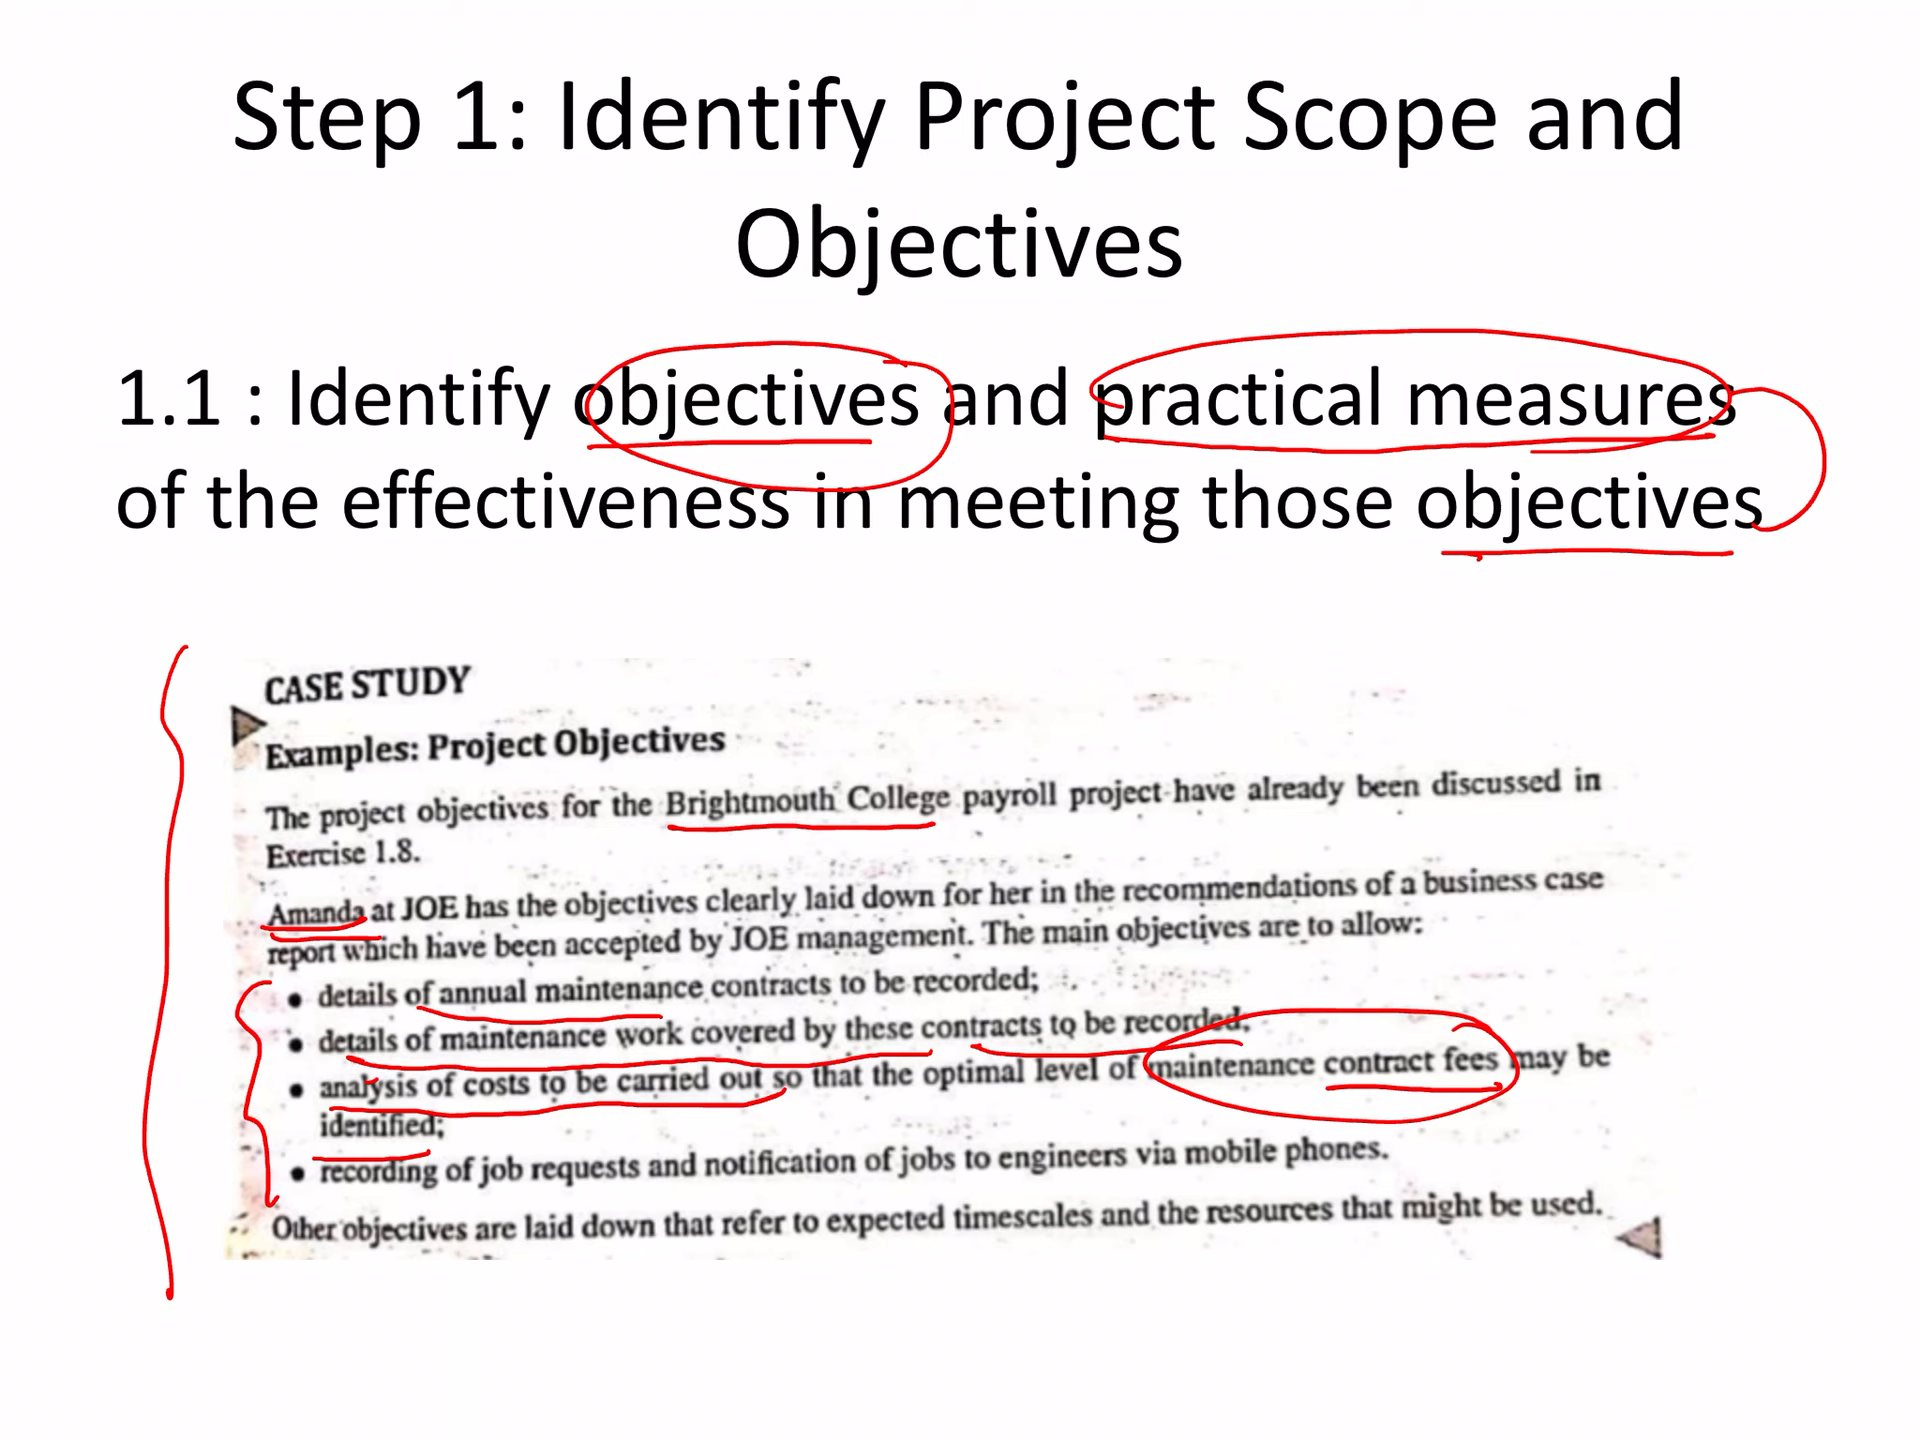 Step 1: Identify Project Scope and
Objectives
1.1 : Identify objectives and practical measures
of the effectiveness in meeting those objectives
CASE STUDY
Examples: Project Objectives
The project objectives for the Brightmouth College payroll project have already been discussed in
Exercise 1.8.
Amanda at JOE has the objectives clearly laid down for her in the recommendations of a business case
report which have been accepted by JOE management. The main objectives are to allow:
• details of annual maintenance contracts to be recorded;
• details of maintenance work covered by these contracts to be recorded;
• analysis of costs to be carried out so that the optimal level of maintenance contract fees may be
identified;
• recording of job requests and notification of jobs to engineers via mobile phones.
Other objectives are laid down that refer to expected timescales and the resources that might be used.